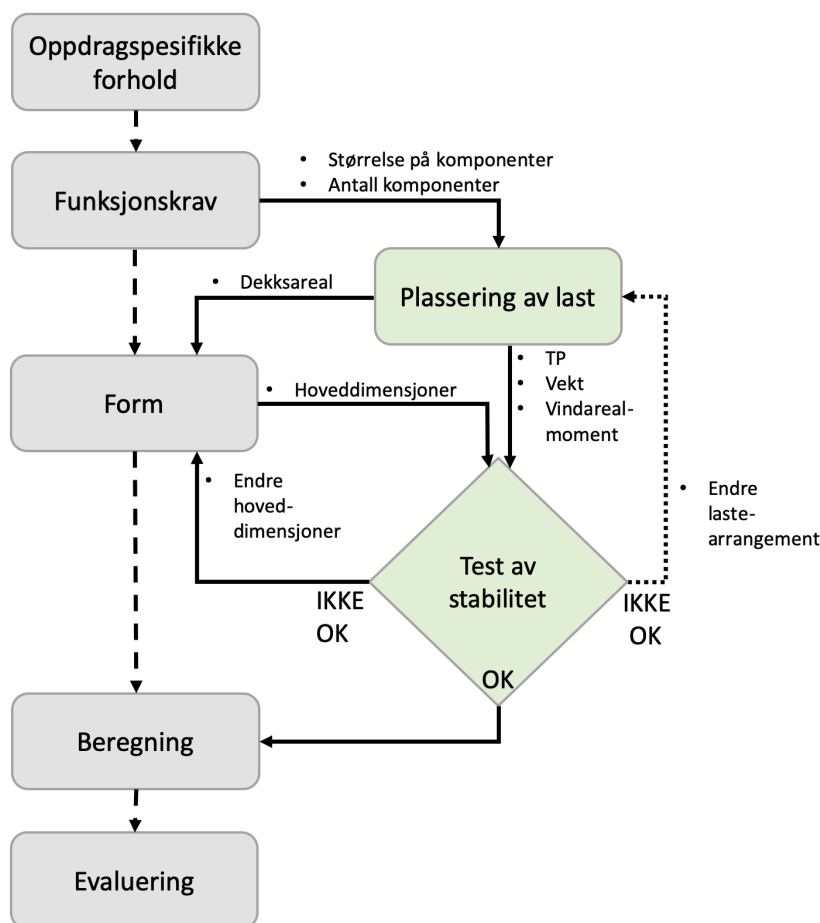 Oppdragspesifikke
forhold
• Størrelse på komponenter
• Antall komponenter
Funksjonskrav
• Dekksareal
Plassering av last
• TP
• Vekt
• Vindareal-
moment
Form
• Hoveddimensjoner
• Endre
hoved-
dimensjoner
• Endre
laste-
arrangement
Test av
stabilitet
IKKE
OK
IKKE
OK
OK
Beregning
Evaluering